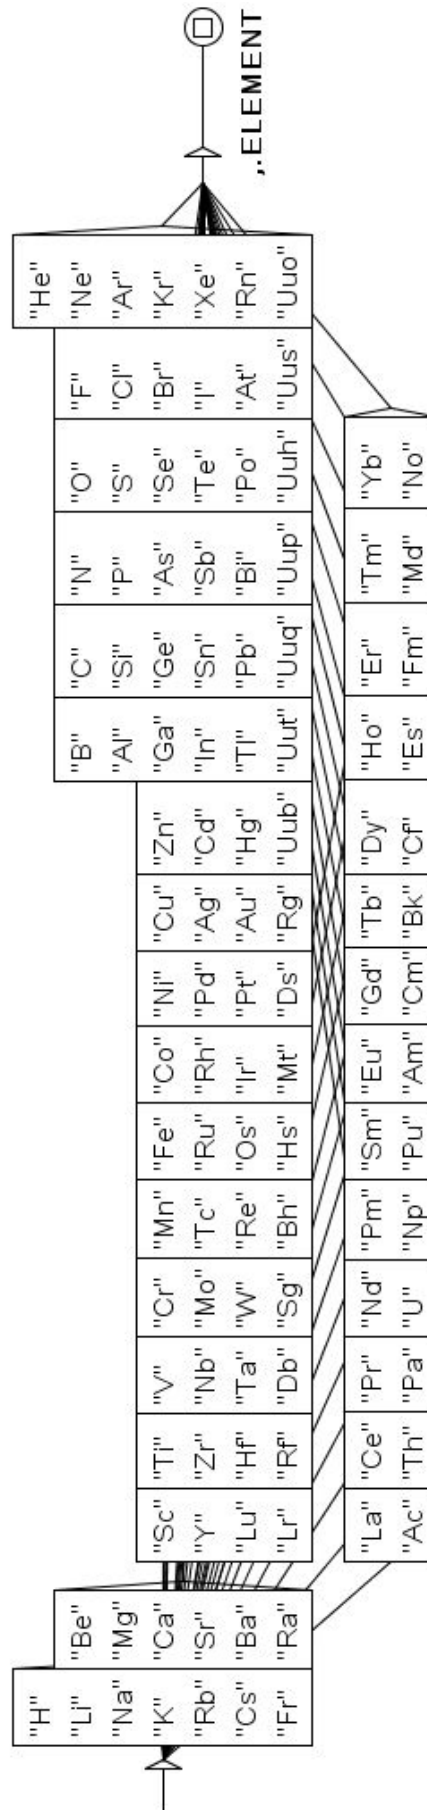 "H" "He"
"Li" "Be" "B" "C" "N" "O" "F" "Ne"
"Na" "Mg" "Al" "Si" "P" "S" "Cl" "Ar"
"K" "Ca" "Sc" "Ti" "V" "Cr" "Mn" "Fe" "Co" "Ni" "Cu" "Zn" "Ga" "Ge" "As" "Se" "Br" "Kr"
"Rb" "Sr" "Y" "Zr" "Nb" "Mo" "Tc" "Ru" "Rh" "Pd" "Ag" "Cd" "In" "Sn" "Sb" "Te" "I" "Xe"
"Cs" "Ba" "Lu" "Hf" "Ta" "W" "Re" "Os" "Ir" "Pt" "Au" "Hg" "Tl" "Pb" "Bi" "Po" "At" "Rn"
"Fr" "Ra" "Lr" "Rf" "Db" "Sg" "Bh" "Hs" "Mt" "Ds" "Rg" "Uub" "Uut" "Uuq" "Uup" "Uuh" "Uus" "Uuo"
,.ELEMENT
"La" "Ce" "Pr" "Nd" "Pm" "Sm" "Eu" "Gd" "Tb" "Dy" "Ho" "Er" "Tm" "Yb"
"Ac" "Th" "Pa" "U" "Np" "Pu" "Am" "Cm" "Bk" "Cf" "Es" "Fm" "Md" "No"